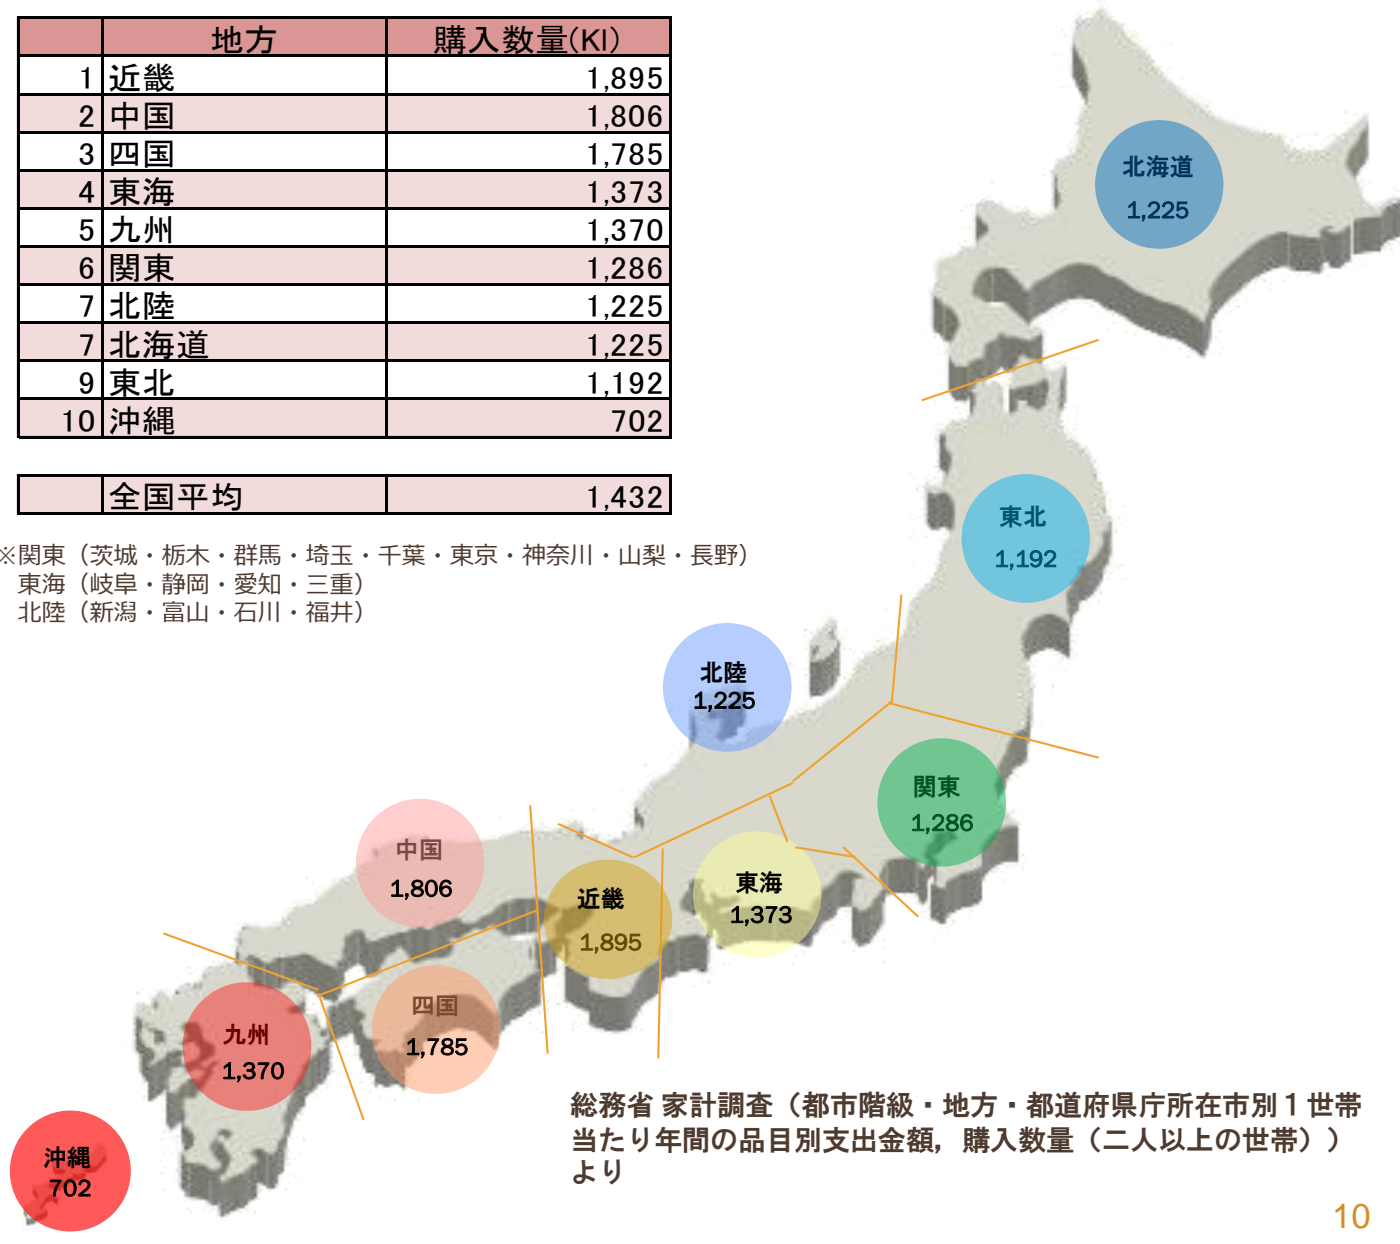 地方 購入数量(Kl)
1 近畿 1,895
2 中国 1,806
3 四国 1,785
4 東海 1,373
5 九州 1,370
6 関東 1,286
7 北陸 1,225
7 北海道 1,225
9 東北 1,192
10 沖縄 702
全国平均 1,432
※関東（茨城・栃木・群馬・埼玉・千葉・東京・神奈川・山梨・長野）
東海（岐阜・静岡・愛知・三重）
北陸（新潟・富山・石川・福井）
北海道
1,225
東北
1,192
北陸
1,225
関東
1,286
中国
1,806
近畿
1,895
東海
1,373
四国
1,785
九州
1,370
沖縄
702
総務省 家計調査（都市階級・地方・都道府県庁所在市別１世帯
当たり年間の品目別支出金額，購入数量（二人以上の世帯））
より
10